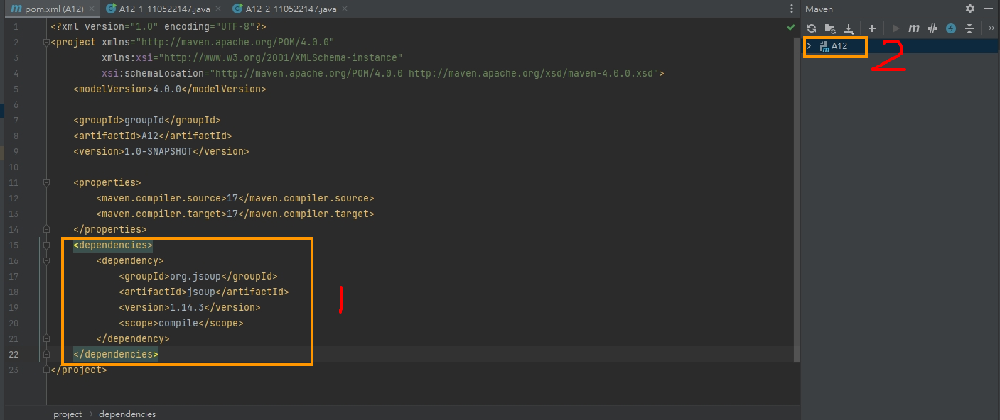 pom.xml (A12)
A12_1_110522147.java
A12_2_110522147.java
Maven
1 <?xml version="1.0" encoding="UTF-8"?>
2 <project xmlns="http://maven.apache.org/POM/4.0.0"
3 xmlns:xsi="http://www.w3.org/2001/XMLSchema-instance"
4 xsi:schemaLocation="http://maven.apache.org/POM/4.0.0 http://maven.apache.org/xsd/maven-4.0.0.xsd">
5 <modelVersion>4.0.0</modelVersion>
6
7 <groupId>groupId</groupId>
8 <artifactId>A12</artifactId>
9 <version>1.0-SNAPSHOT</version>
10
11 <properties>
12 <maven.compiler.source>17</maven.compiler.source>
13 <maven.compiler.target>17</maven.compiler.target>
14 </properties>
15 <dependencies>
16 <dependency>
17 <groupId>org.jsoup</groupId>
18 <artifactId>jsoup</artifactId>
19 <version>1.14.3</version>
20 <scope>compile</scope>
21 </dependency>
22 </dependencies>
23 </project>
1
A12
2
project
dependencies